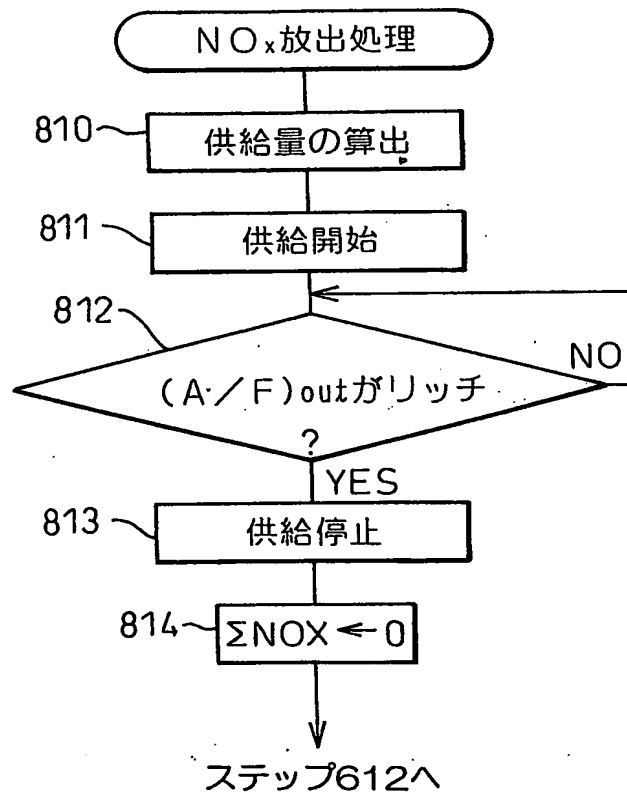 NOx放出処理
810
供給量の算出
811
供給開始
812
(A／F)outがリッチ
?
NO
YES
813
供給停止
814
ΣNOX←0
ステップ612へ